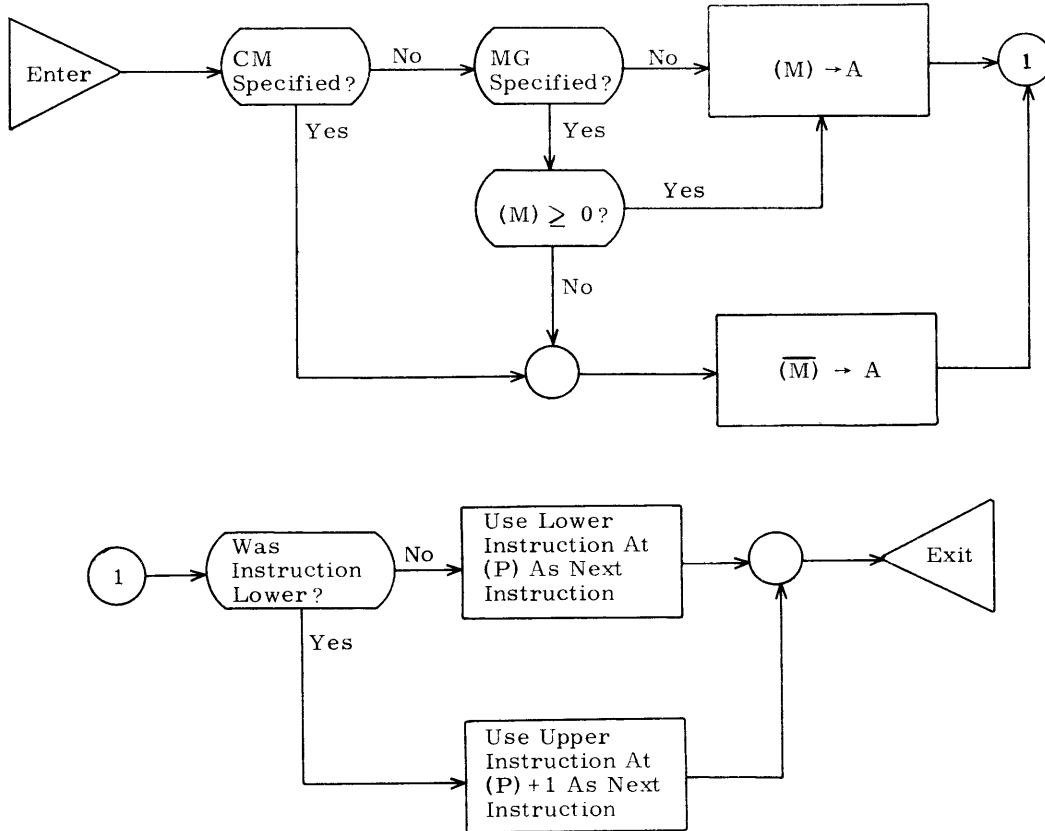 Enter
CM
Specified?
No
MG
Specified?
No
(M) → A
1
Yes
Yes
(M) ≥ 0?
Yes
No
(M̅) → A
1
Was
Instruction
Lower?
No
Use Lower
Instruction At
(P) As Next
Instruction
Exit
Yes
Use Upper
Instruction At
(P)+1 As Next
Instruction